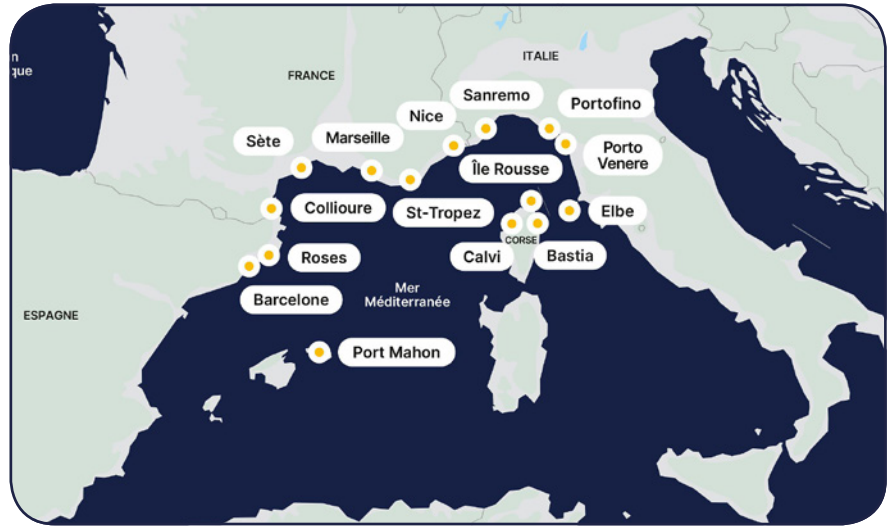 n
que
FRANCE
ITALIE
Sanremo
Portofino
Nice
Marseille
Sète
Porto
Venere
Île Rousse
Collioure
St-Tropez
Elbe
CORSE
Roses
Calvi
Bastia
Mer
Méditerranée
Barcelone
ESPAGNE
Port Mahon